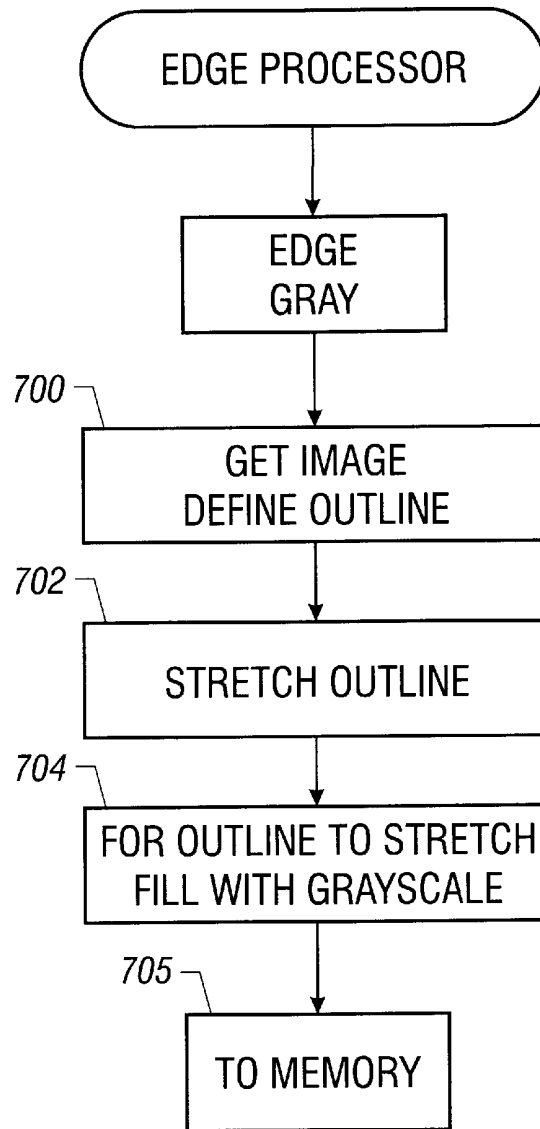 EDGE PROCESSOR
EDGE
GRAY
700
GET IMAGE
DEFINE OUTLINE
702
STRETCH OUTLINE
704
FOR OUTLINE TO STRETCH
FILL WITH GRAYSCALE
705
TO MEMORY